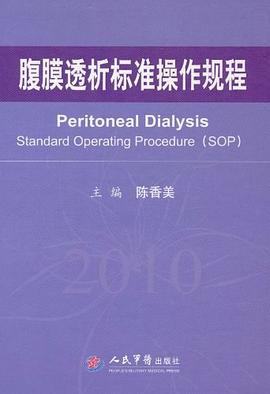 腹膜透析标准操作规程
Peritoneal Dialysis
Standard Operating Procedure (SOP)
主 编 陈香美
2010
人民军医出版社
PEOPLE'S MILITARY MEDICAL PRESS